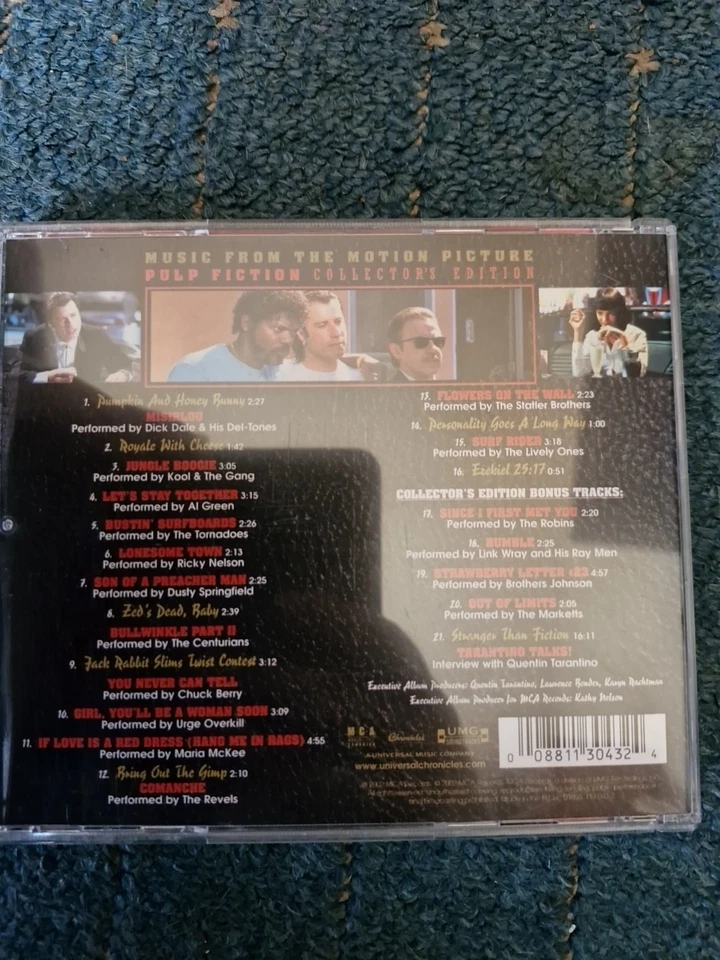 MUSIC FROM THE MOTION PICTURE
PULP FICTION COLLECTOR'S EDITION
1. Pumpkin And Honey Bunny 2:27
MISIRLOU
Performed by Dick Dale & His Del-Tones
2. Royale With Cheese 1:42
3. JUNGLE BOOGIE 3:05
Performed by Kool & The Gang
4. LET'S STAY TOGETHER 3:15
Performed by Al Green
5. BUSTIN' SURFBOARDS 2:26
Performed by The Tornadoes
6. LONESOME TOWN 2:13
Performed by Ricky Nelson
7. SON OF A PREACHER MAN 2:25
Performed by Dusty Springfield
8. Zed's Dead, Baby 2:39
BULLWINKLE PART II
Performed by The Centurians
9. Jack Rabbit Slims Twist Contest 3:12
YOU NEVER CAN TELL
Performed by Chuck Berry
10. GIRL, YOU'LL BE A WOMAN SOON 3:09
Performed by Urge Overkill
11. IF LOVE IS A RED DRESS (HANG ME IN RAGS) 4:55
Performed by Maria McKee
12. Bring Out The Gimp 2:10
COMANCHE
Performed by The Revels
13. FLOWERS ON THE WALL 2:23
Performed by The Statler Brothers
14. Personality Goes A Long Way 1:00
15. SURF RIDER 3:18
Performed by The Lively Ones
16. Ezekiel 25:17 0:51
COLLECTOR'S EDITION BONUS TRACKS:
17. SINCE I FIRST MET YOU 2:20
Performed by The Robins
18. RUMBLE 2:25
Performed by Link Wray and His Ray Men
19. STRAWBERRY LETTER #23 4:57
Performed by Brothers Johnson
20. OUT OF LIMITS 2:05
Performed by The Marketts
21. Stranger Than Fiction 16:11
TARANTINO TALKS!
Interview with Quentin Tarantino
Executive Album Producers: Quentin Tarantino, Lawrence Bender, Karyn Rachtman
Executive Album Producer for MCA Records: Kathy Nelson
MCA Chronicles UMG
A UNIVERSAL MUSIC COMPANY
www.universalchronicles.com
0 08811 30432 4